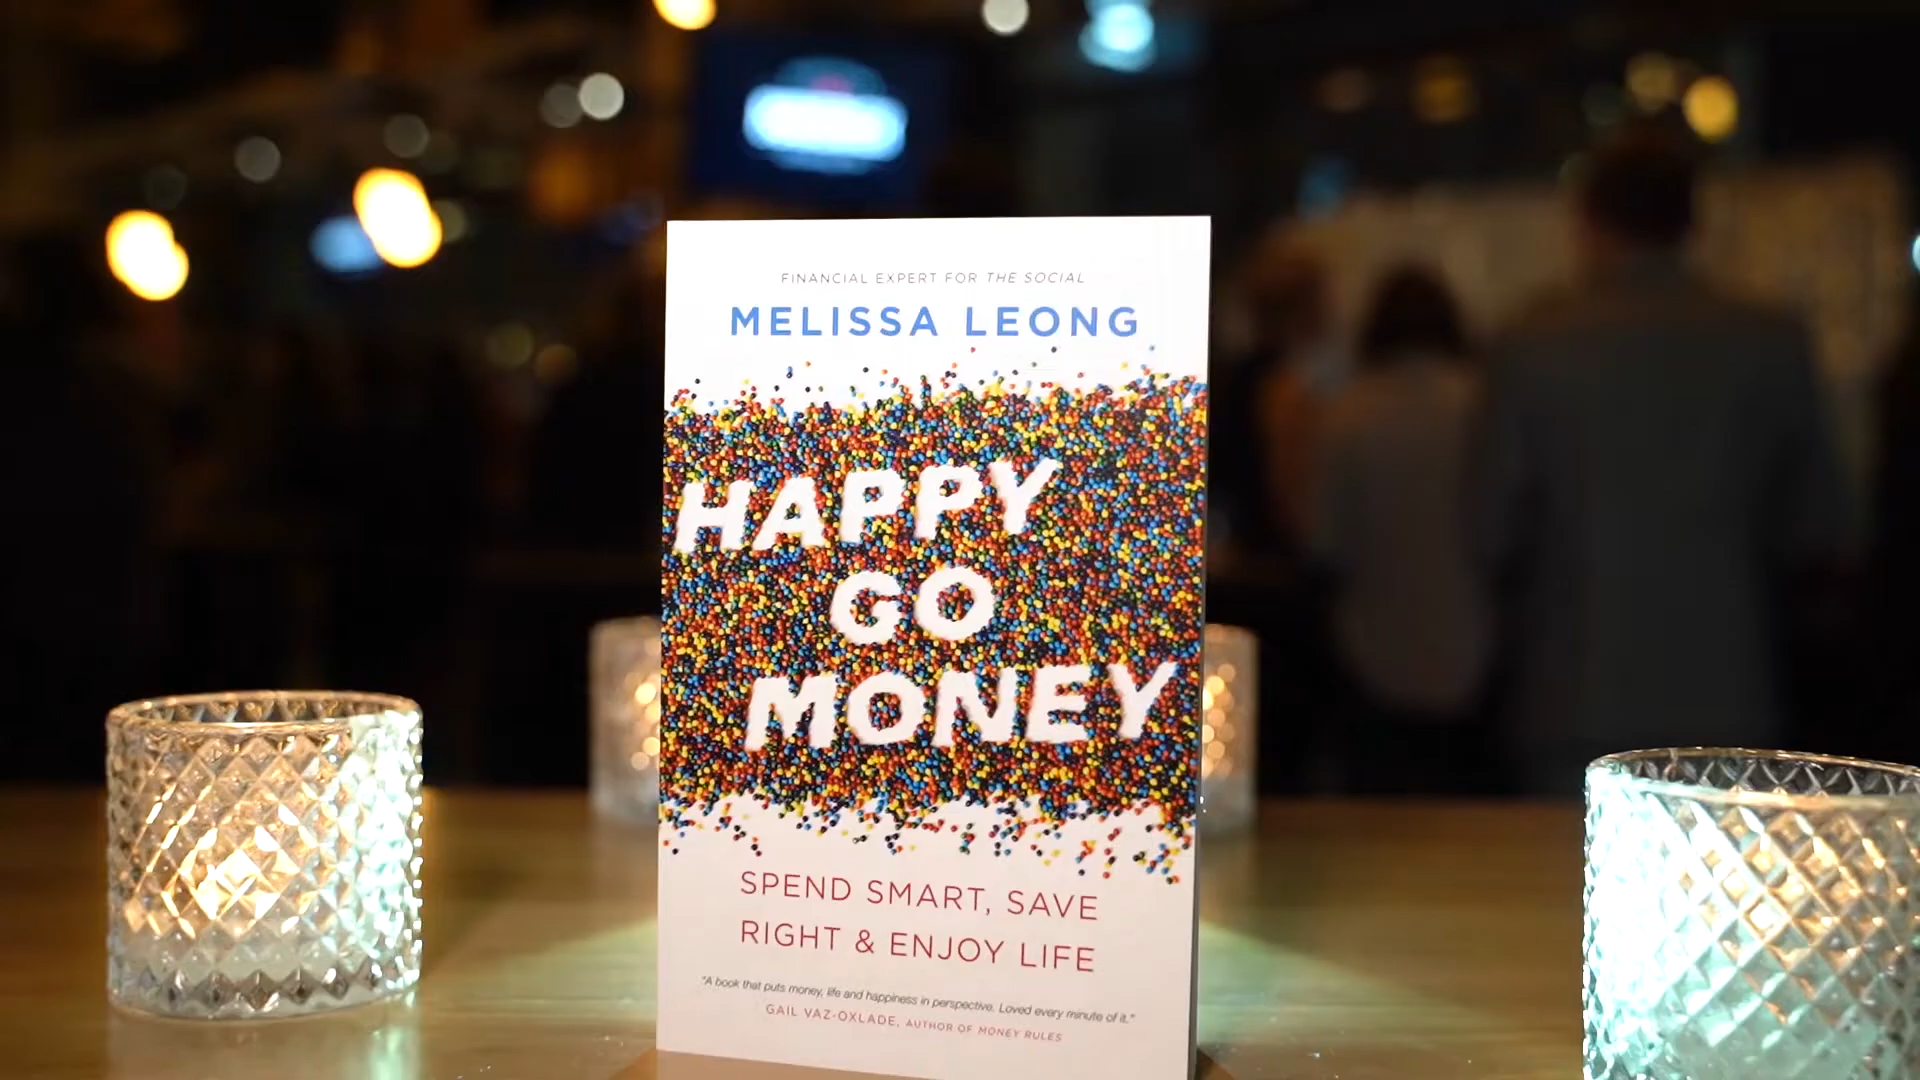 FINANCIAL EXPERT FOR THE SOCIAL
MELISSA LEONG
HAPPY
GO
MONEY
SPEND SMART, SAVE
RIGHT & ENJOY LIFE
"A book that puts money, life and happiness in perspective. Loved every minute of it."
GAIL VAZ-OXLADE, AUTHOR OF MONEY RULES